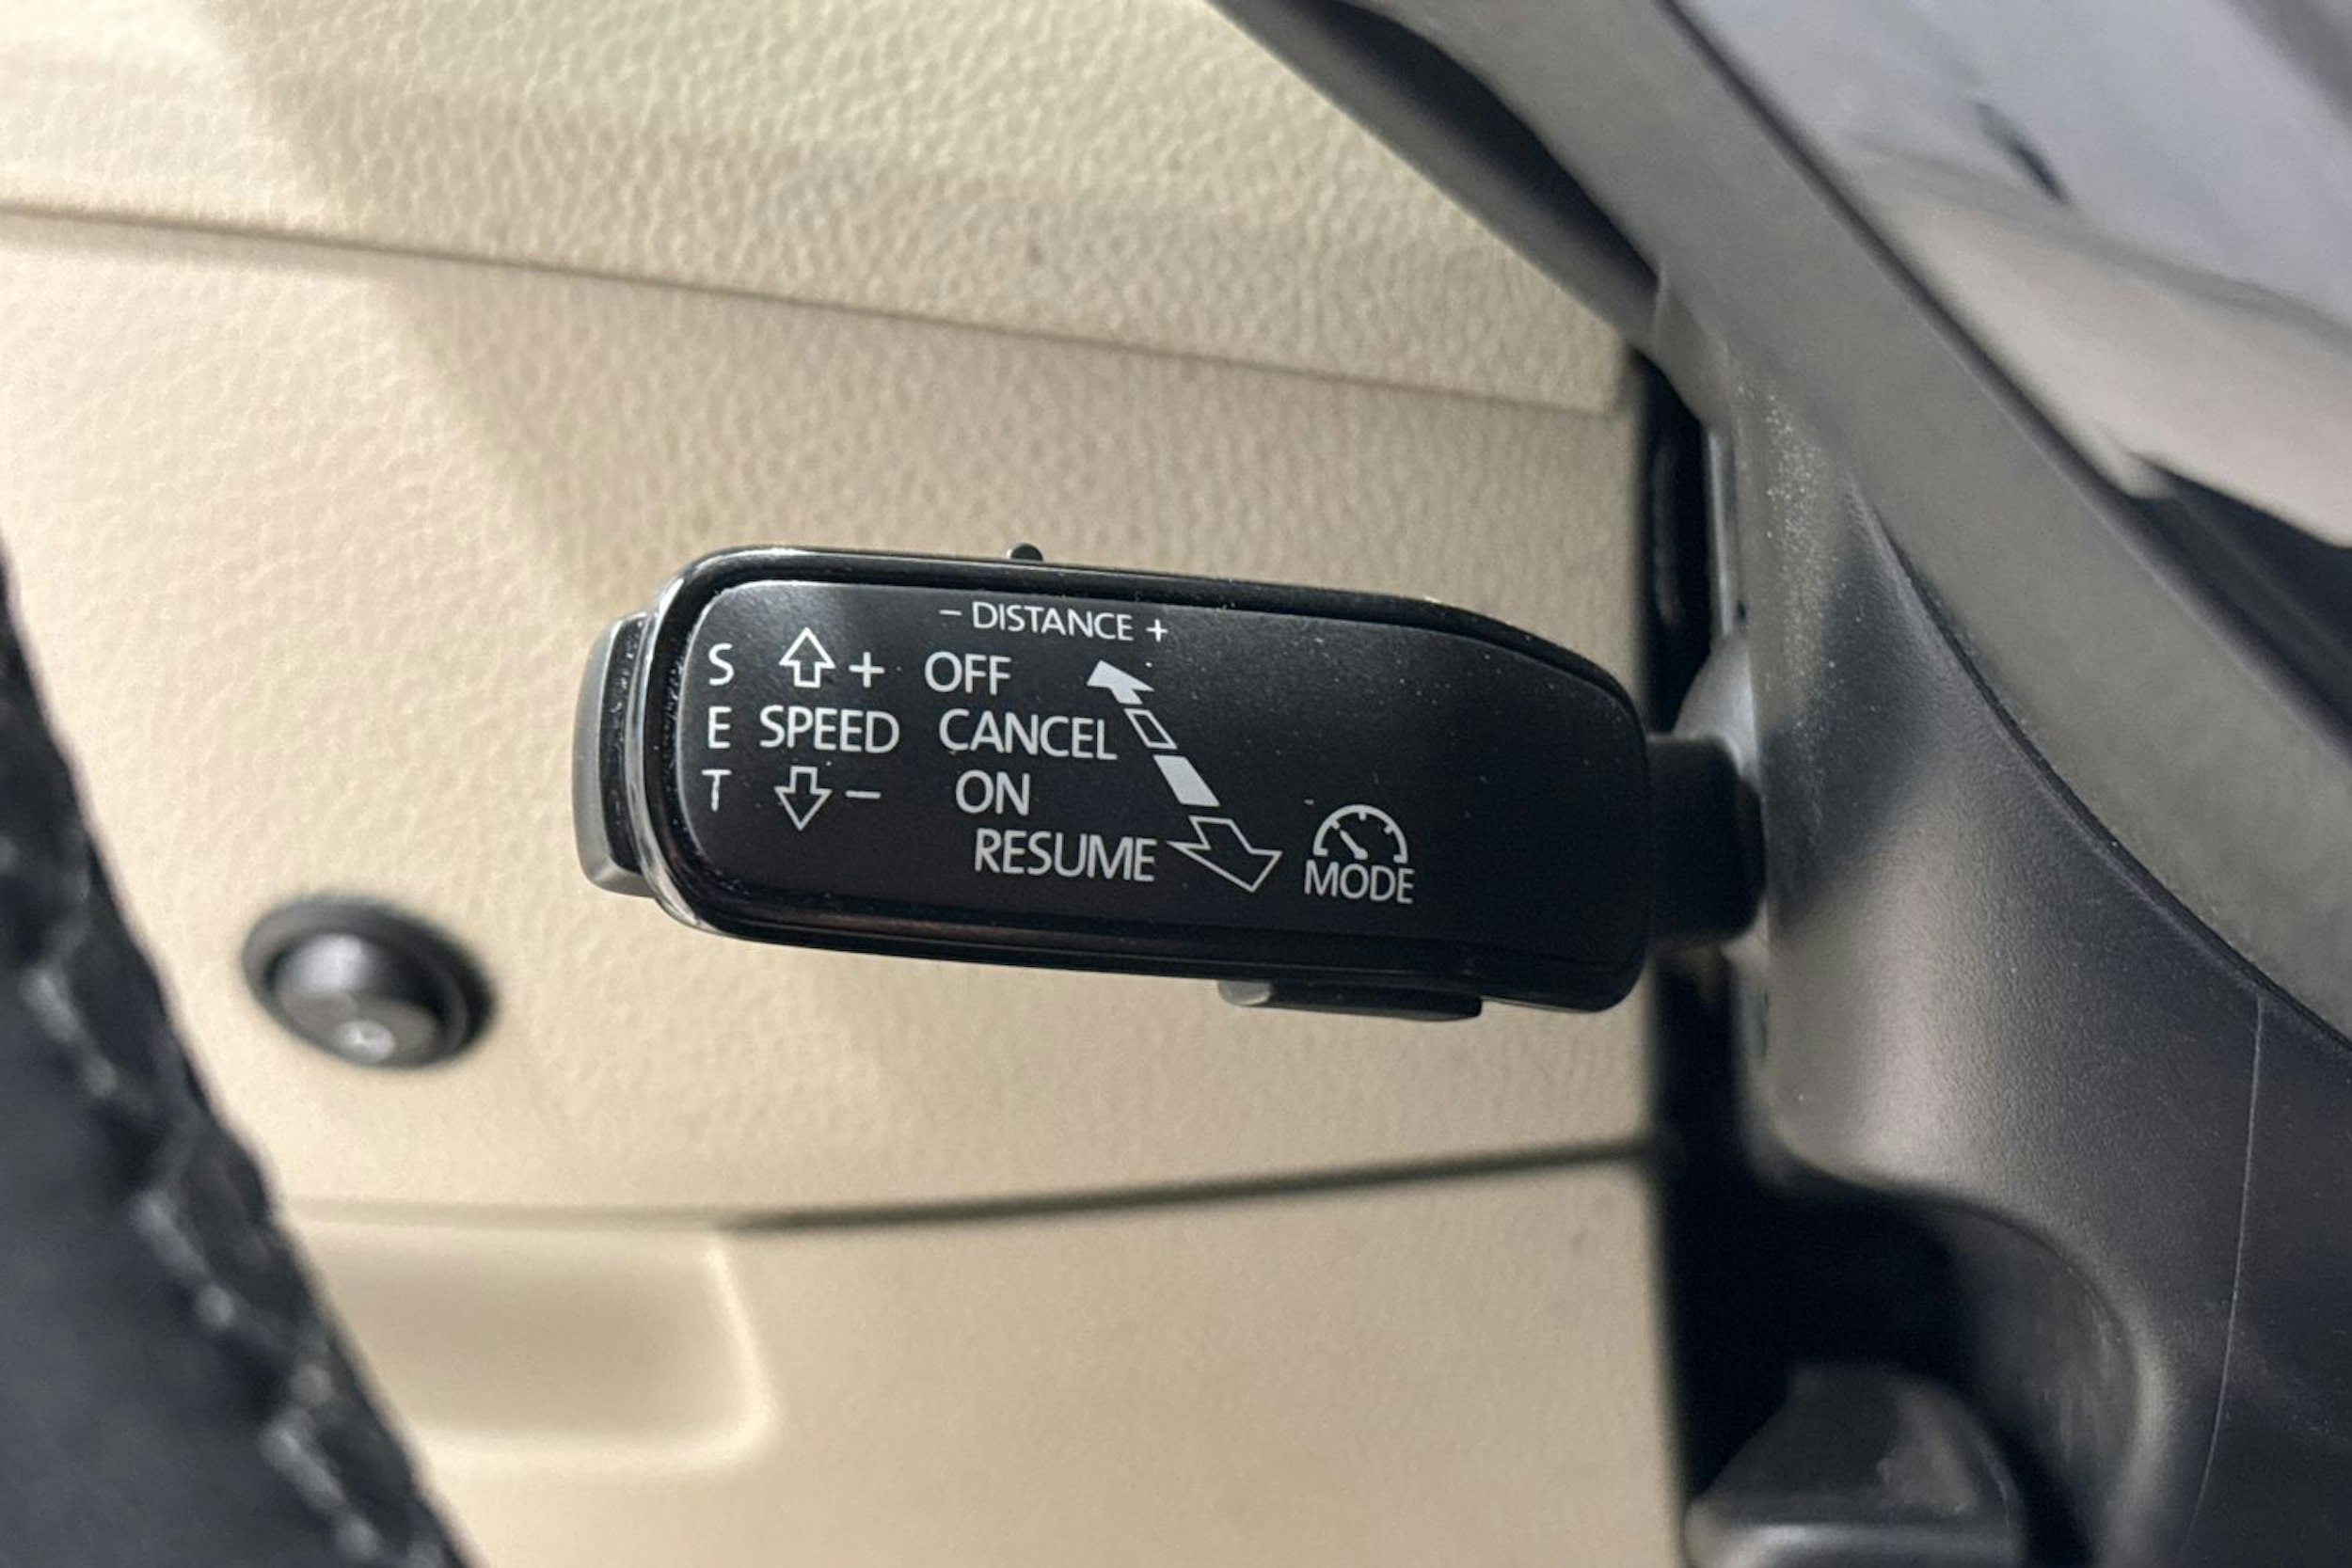 – DISTANCE +
S + OFF
E SPEED CANCEL
T – ON
RESUME
MODE